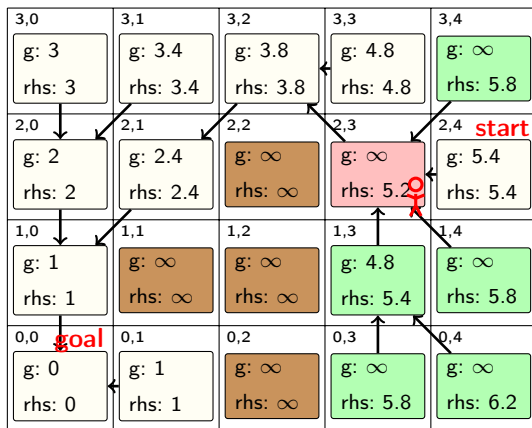 3,0 3,1 3,2 3,3 3,4
g: 3 g: 3.4 g: 3.8 g: 4.8 g: ∞
rhs: 3 rhs: 3.4 rhs: 3.8 rhs: 4.8 rhs: 5.8
2,0 2,1 2,2 2,3 2,4 start
g: 2 g: 2.4 g: ∞ g: ∞ g: 5.4
rhs: 2 rhs: 2.4 rhs: ∞ rhs: 5.2 rhs: 5.4
1,0 1,1 1,2 1,3 1,4
g: 1 g: ∞ g: ∞ g: 4.8 g: ∞
rhs: 1 rhs: ∞ rhs: ∞ rhs: 5.4 rhs: 5.8
0,0 goal 0,1 0,2 0,3 0,4
g: 0 g: 1 g: ∞ g: ∞ g: ∞
rhs: 0 rhs: 1 rhs: ∞ rhs: 5.8 rhs: 6.2